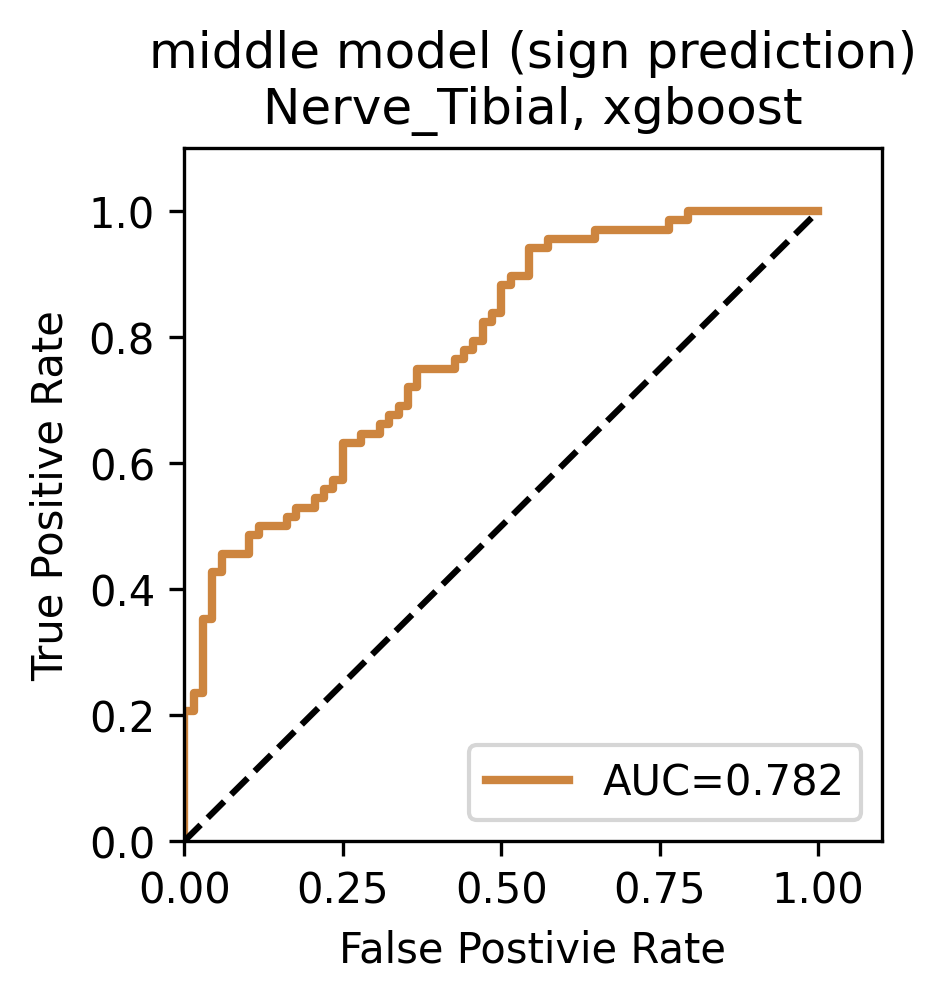 middle model (sign prediction)
Nerve_Tibial, xgboost
True Positive Rate
1.0
0.8
0.6
0.4
0.2
0.0
AUC=0.782
0.00 0.25 0.50 0.75 1.00
False Postivie Rate